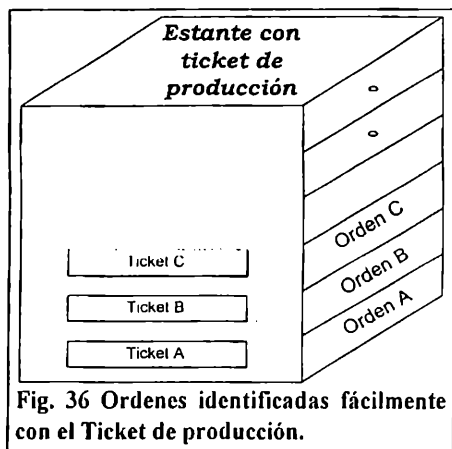 Estante con
ticket de
producción
Orden C
Orden B
Orden A
Ticket C
Ticket B
Ticket A
Fig. 36 Ordenes identificadas fácilmente
con el Ticket de producción.